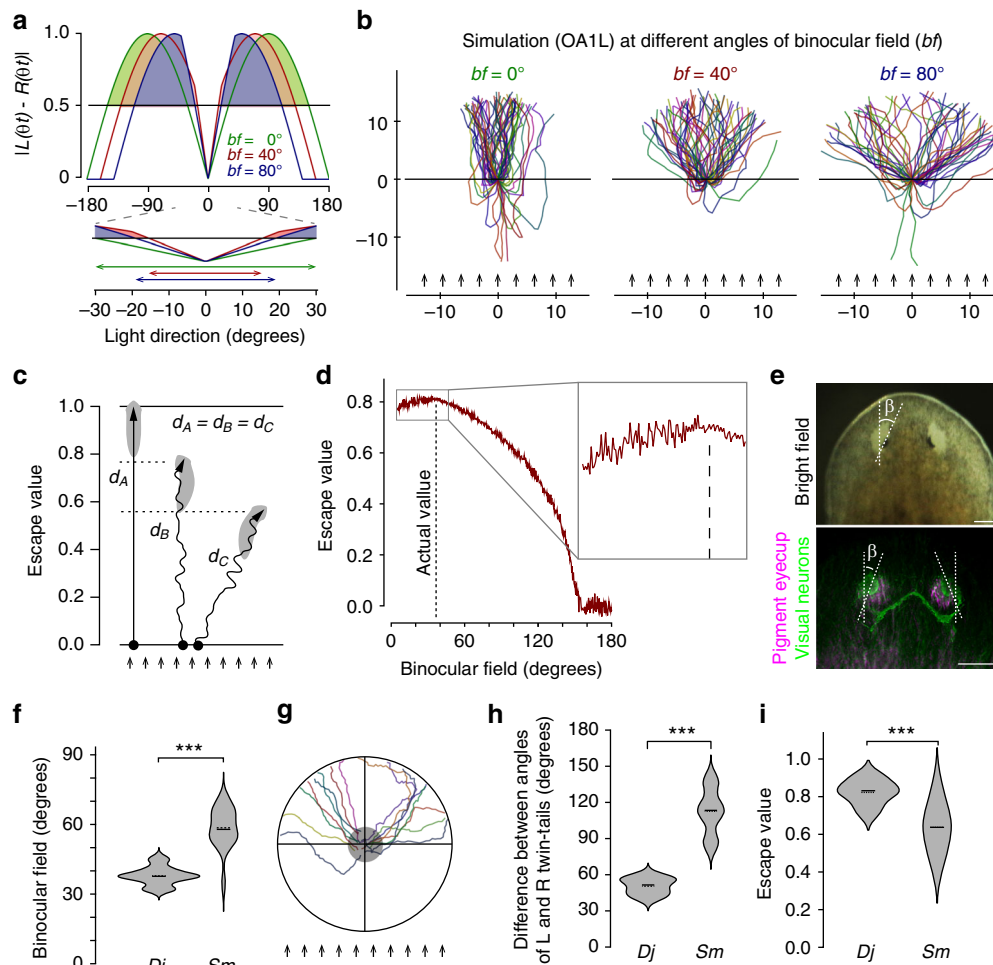 a
|L(θt) - R(θt)|
1.0
0.5
0
bf = 0°
bf = 40°
bf = 80°
−180 −90 0 90 180
−30 −20 −10 0 10 20 30
Light direction (degrees)
b
Simulation (OA1L) at different angles of binocular field (bf)
bf = 0° bf = 40° bf = 80°
10
0
−10
−10 0 10 −10 0 10 −10 0 10
c
Escape value
1.0
0.8
0.6
0.4
0.2
0.0
dA = dB = dC
dA
dB
dC
d
Escape value
0.8
0.6
0.4
0.2
0.0
Actual vallue
0 60 120 180
Binocular field (degrees)
e
β
Bright field
β
Pigment eyecup
Visual neurons
f
Binocular field (degrees)
90
60
30
0
***
Dj Sm
g
h
Difference between angles
of L and R twin-tails (degrees)
180
150
120
90
60
30
0
***
Dj Sm
i
Escape value
0.0
0.2
0.4
0.6
0.8
1.0
***
Dj Sm